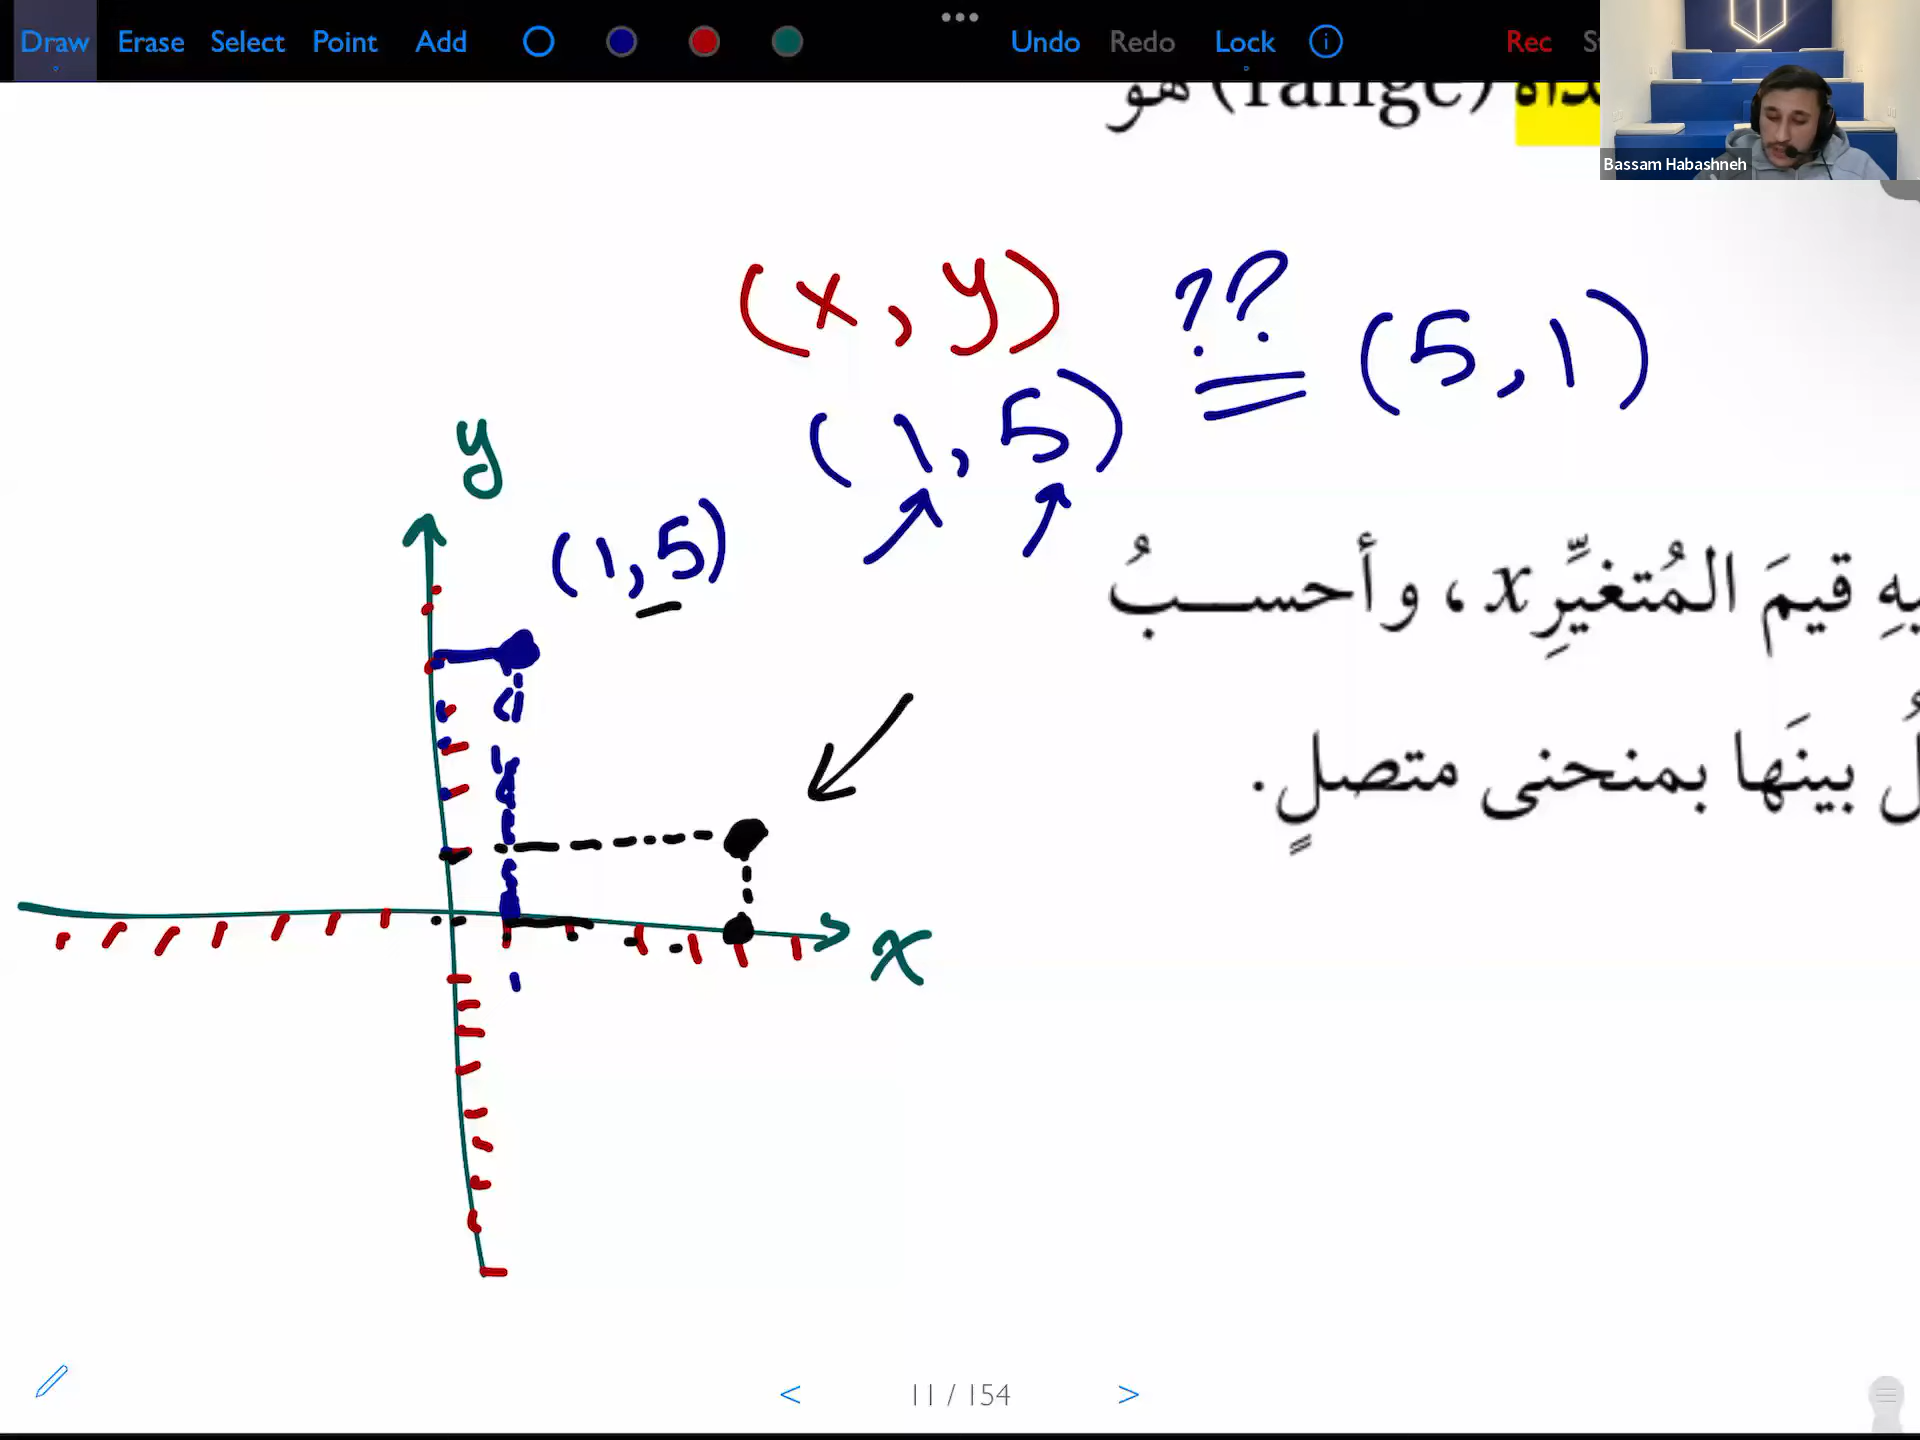 Draw Erase Select Point Add Undo Redo Lock Rec
Bassam Habashneh
(range) هو
(x, y)
?? =
(5, 1)
(1, 5)
y
(1, 5)
قيمَ المُتغيِّرِ x، وأحسبُ
بينَها بمنحنى متصلٍ.
x
< 11 / 154 >